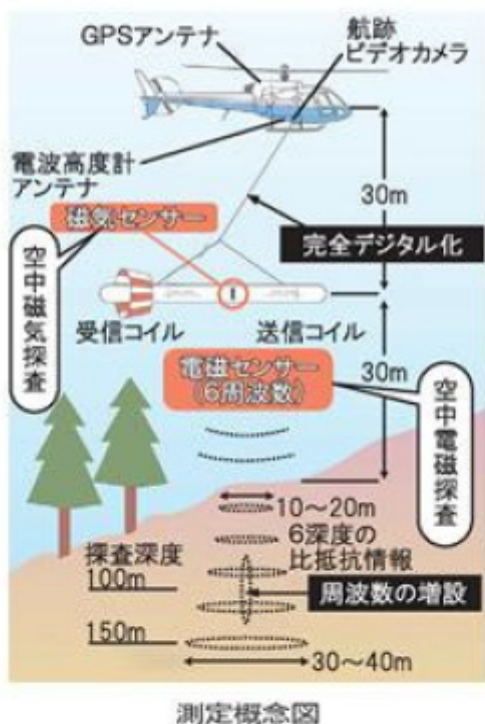 GPSアンテナ
航跡
ビデオカメラ
電波高度計
アンテナ
30m
磁気センサー
完全デジタル化
空中磁気探査
受信コイル
送信コイル
30m
電磁センサー
(6周波数)
空中電磁探査
10～20m
6深度の
比抵抗情報
探査深度
100m
周波数の増設
150m
30～40m
測定概念図